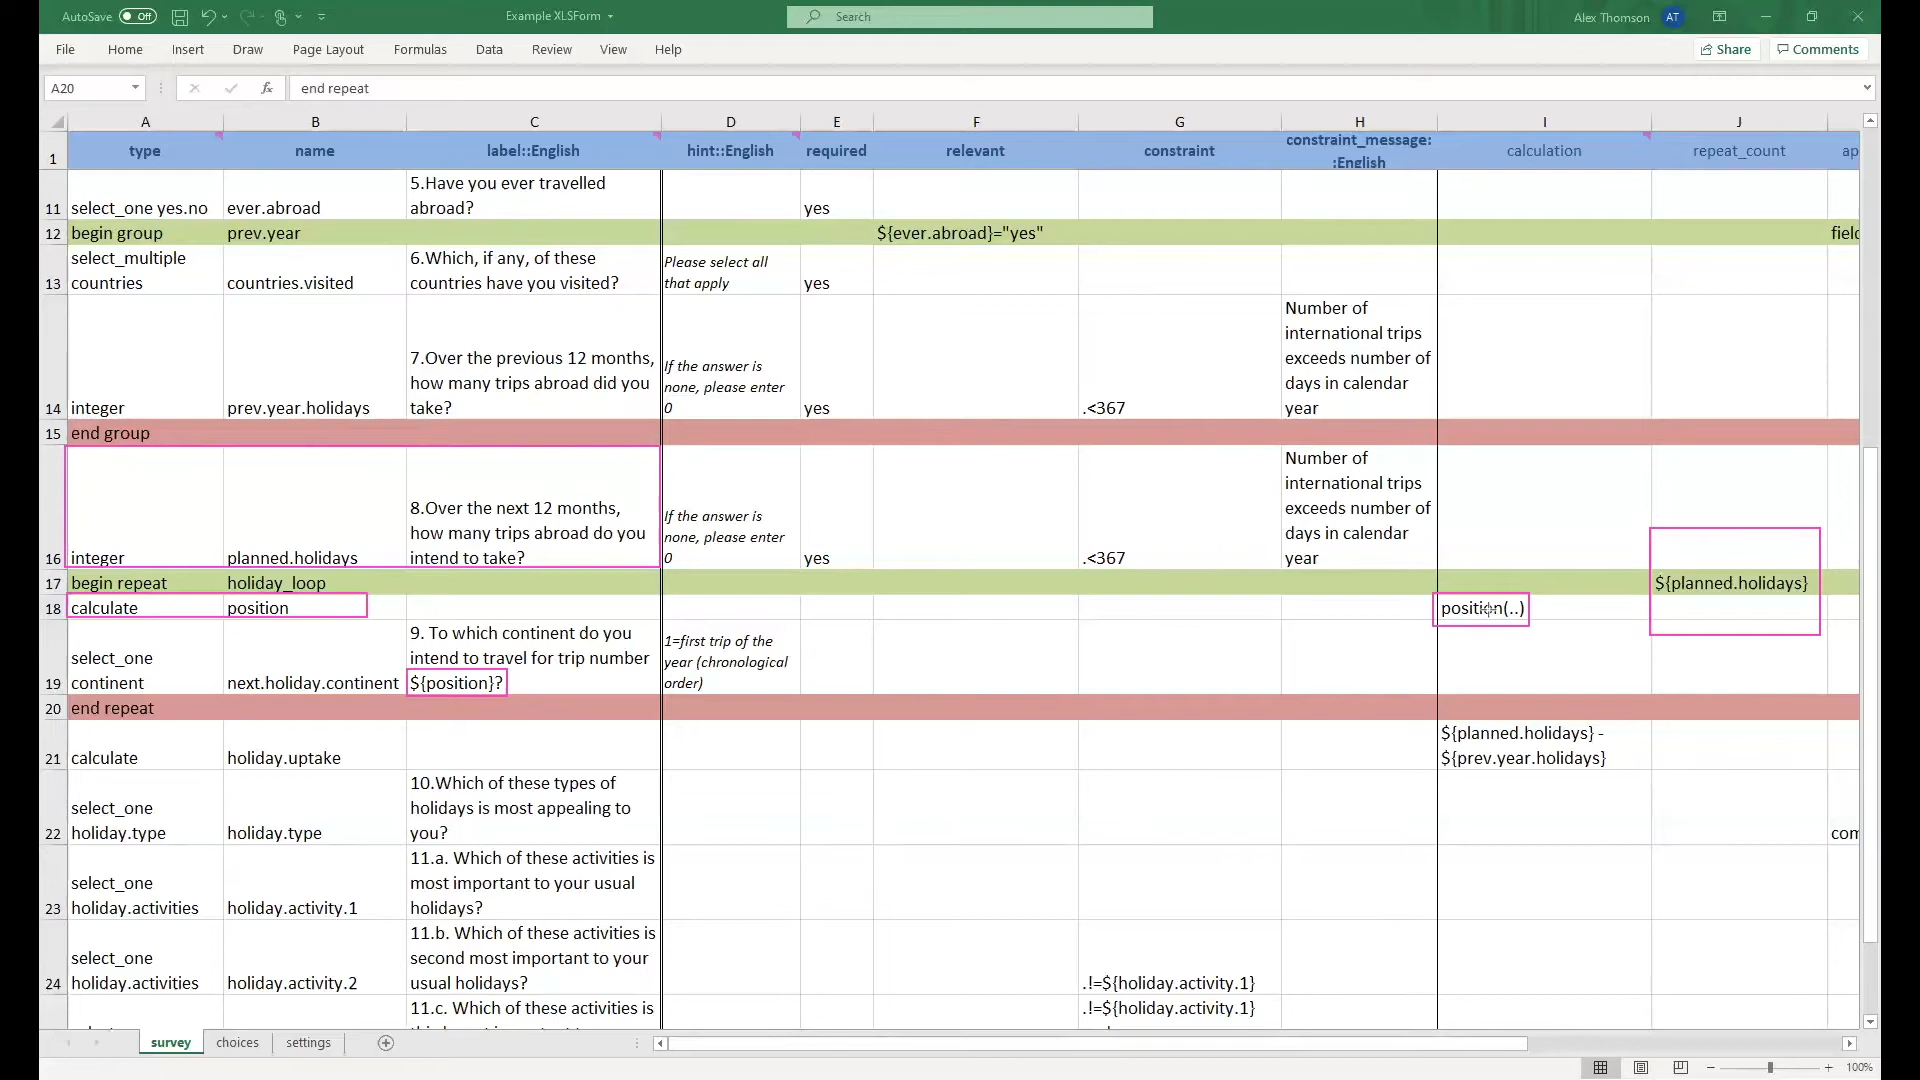 AutoSave Off
Example XLSForm
Search
Alex Thomson AT
File Home Insert Draw Page Layout Formulas Data Review View Help
Share Comments
A20 fx end repeat
A B C D E F G H I J
1 type name label::English hint::English required relevant constraint constraint_message: :English calculation repeat_count ap
5.Have you ever travelled
11 select_one yes.no ever.abroad abroad? yes
12 begin group prev.year ${ever.abroad}="yes" field
select_multiple 6.Which, if any, of these Please select all
13 countries countries.visited countries have you visited? that apply yes
Number of
international trips
7.Over the previous 12 months, If the answer is exceeds number of
how many trips abroad did you none, please enter days in calendar
14 integer prev.year.holidays take? 0 yes .<367 year
15 end group
Number of
international trips
8.Over the next 12 months, If the answer is exceeds number of
how many trips abroad do you none, please enter days in calendar
16 integer planned.holidays intend to take? 0 yes .<367 year
17 begin repeat holiday_loop ${planned.holidays}
18 calculate position position(..)
9. To which continent do you 1=first trip of the
select_one intend to travel for trip number year (chronological
19 continent next.holiday.continent ${position}? order)
20 end repeat
${planned.holidays} -
21 calculate holiday.uptake ${prev.year.holidays}
10.Which of these types of
select_one holidays is most appealing to
22 holiday.type holiday.type you? com
11.a. Which of these activities is
select_one most important to your usual
23 holiday.activities holiday.activity.1 holidays?
11.b. Which of these activities is
select_one second most important to your
24 holiday.activities holiday.activity.2 usual holidays? .!=${holiday.activity.1}
11.c. Which of these activities is .!=${holiday.activity.1}
survey choices settings
100%